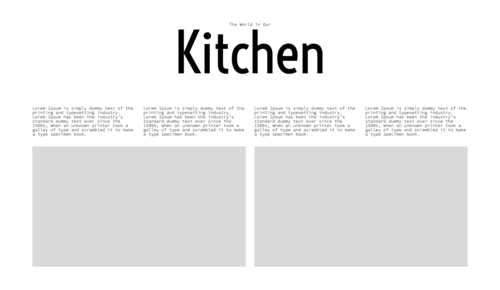 The World in Our
Kitchen
Lorem Ipsum is simply dummy text of the
printing and typesetting industry.
Lorem Ipsum has been the industry's
standard dummy text ever since the
1500s, when an unknown printer took a
galley of type and scrambled it to make
a type specimen book.
Lorem Ipsum is simply dummy text of the
printing and typesetting industry.
Lorem Ipsum has been the industry's
standard dummy text ever since the
1500s, when an unknown printer took a
galley of type and scrambled it to make
a type specimen book.
Lorem Ipsum is simply dummy text of the
printing and typesetting industry.
Lorem Ipsum has been the industry's
standard dummy text ever since the
1500s, when an unknown printer took a
galley of type and scrambled it to make
a type specimen book.
Lorem Ipsum is simply dummy text of the
printing and typesetting industry.
Lorem Ipsum has been the industry's
standard dummy text ever since the
1500s, when an unknown printer took a
galley of type and scrambled it to make
a type specimen book.